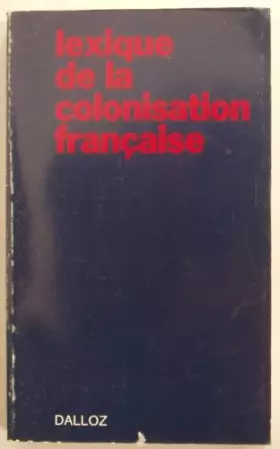 lexique
de la
colonisation
française
DALLOZ